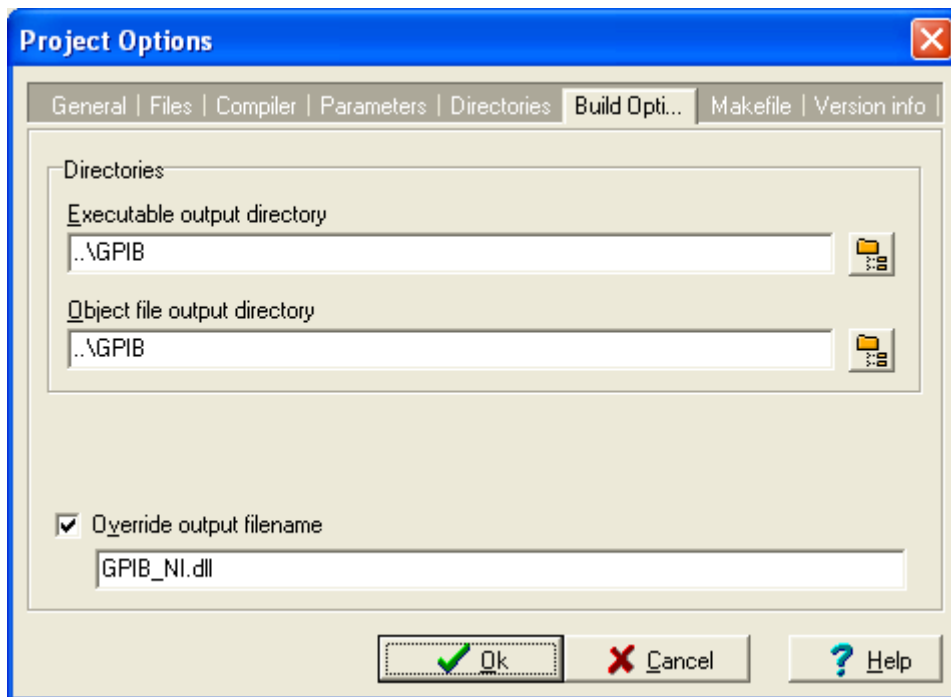 Project Options
General | Files | Compiler | Parameters | Directories Build Opti... Makefile | Version info |
Directories
Executable output directory
..\GPIB
Object file output directory
..\GPIB
Override output filename
GPIB_NI.dll
Ok Cancel Help